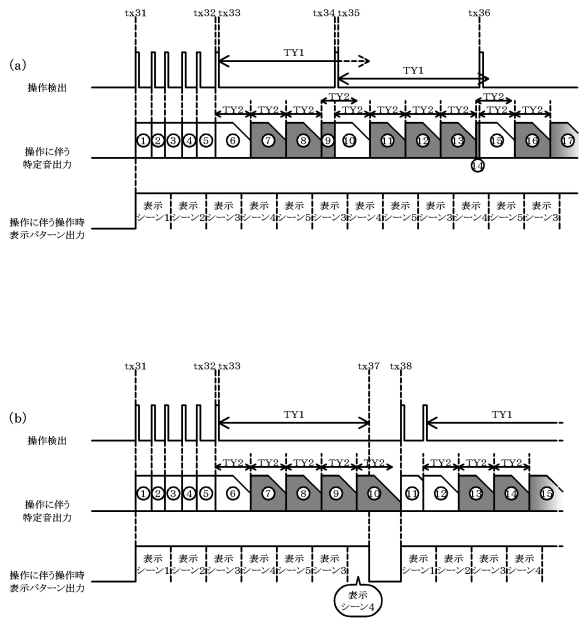 tx31 tx32 tx33 tx34 tx35 tx36
(a)
TY1
TY1
操作検出
TY2
TY2 TY2 TY2 TY2 TY2 TY2 TY2 TY2
① ② ③ ④ ⑤ ⑥ ⑦ ⑧ ⑨ ⑩ ⑪ ⑫ ⑬ ⑮ ⑯ ⑰
操作に伴う
特定音出力
⑭
表示 表示 表示 表示 表示 表示 表示 表示 表示 表示 表示 表示
シーン1 シーン2 シーン3 シーン4 シーン5 シーン3 シーン4 シーン5 シーン3 シーン4 シーン5 シーン3
操作に伴う操作時
表示パターン出力
tx31 tx32 tx33 tx37 tx38
(b)
TY1 TY1
操作検出
TY2 TY2 TY2 TY2 TY2 TY2 TY2 TY2
① ② ③ ④ ⑤ ⑥ ⑦ ⑧ ⑨ ⑩ ⑪ ⑫ ⑬ ⑭ ⑮
操作に伴う
特定音出力
表示 表示 表示 表示 表示 表示 表示 表示 表示 表示
シーン1 シーン2 シーン3 シーン4 シーン5 シーン3 シーン1 シーン2 シーン3 シーン4
操作に伴う操作時
表示パターン出力
表示
シーン4